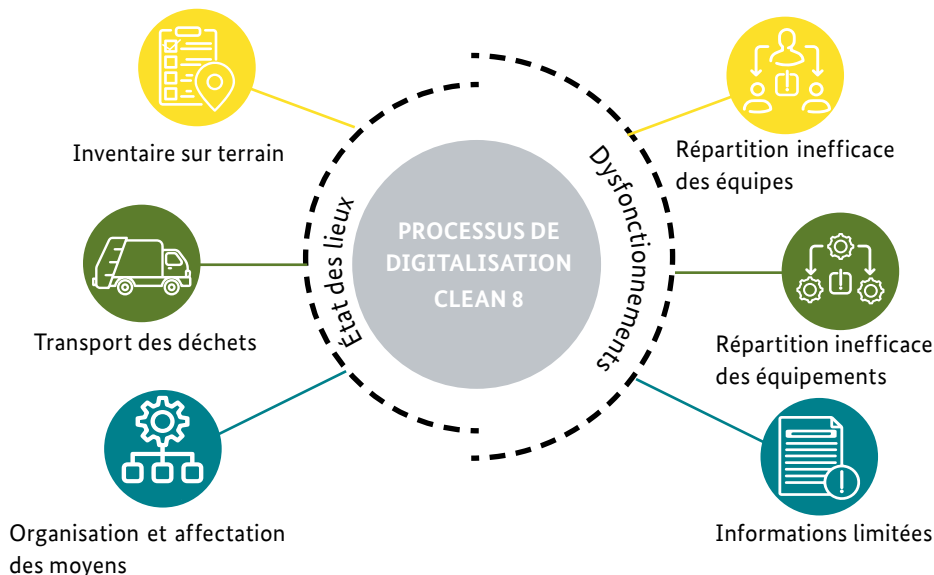 Inventaire sur terrain
Transport des déchets
Organisation et affectation
des moyens
État des lieux
PROCESSUS DE
DIGITALISATION
CLEAN 8
Dysfonctionnements
Répartition inefficace
des équipes
Répartition inefficace
des équipements
Informations limitées